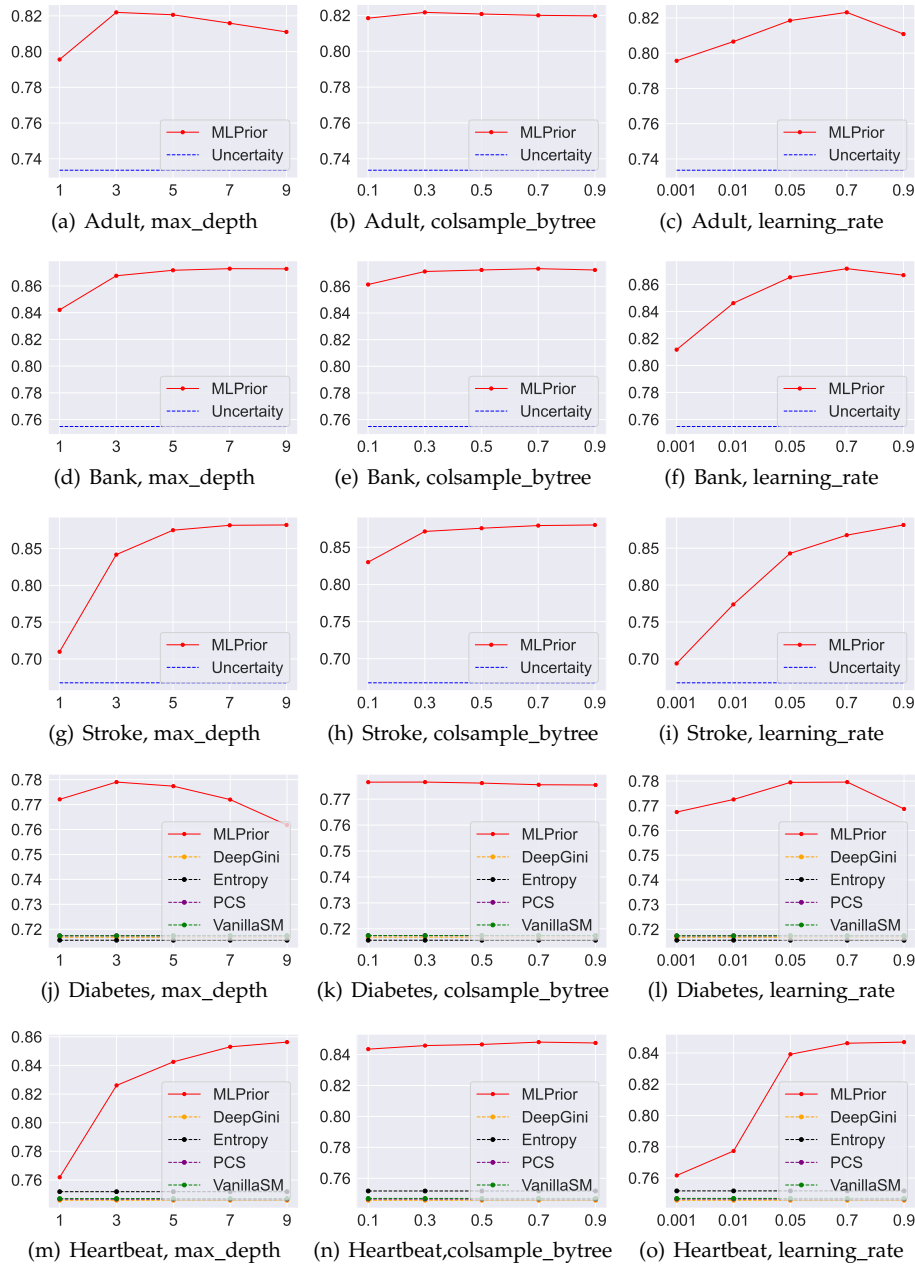 0.82
0.80
0.78
0.76
0.74
MLPrior
Uncertaity
1 3 5 7 9
(a) Adult, max_depth
0.82
0.80
0.78
0.76
0.74
MLPrior
Uncertaity
0.1 0.3 0.5 0.7 0.9
(b) Adult, colsample_bytree
0.82
0.80
0.78
0.76
0.74
MLPrior
Uncertaity
0.001 0.01 0.05 0.7 0.9
(c) Adult, learning_rate
0.86
0.84
0.82
0.80
0.78
0.76
MLPrior
Uncertaity
1 3 5 7 9
(d) Bank, max_depth
0.86
0.84
0.82
0.80
0.78
0.76
MLPrior
Uncertaity
0.1 0.3 0.5 0.7 0.9
(e) Bank, colsample_bytree
0.86
0.84
0.82
0.80
0.78
0.76
MLPrior
Uncertaity
0.001 0.01 0.05 0.7 0.9
(f) Bank, learning_rate
0.85
0.80
0.75
0.70
MLPrior
Uncertaity
1 3 5 7 9
(g) Stroke, max_depth
0.85
0.80
0.75
0.70
MLPrior
Uncertaity
0.1 0.3 0.5 0.7 0.9
(h) Stroke, colsample_bytree
0.85
0.80
0.75
0.70
MLPrior
Uncertaity
0.001 0.01 0.05 0.7 0.9
(i) Stroke, learning_rate
0.78
0.77
0.76
0.75
0.74
0.73
0.72
MLPrior
DeepGini
Entropy
PCS
VanillaSM
1 3 5 7 9
(j) Diabetes, max_depth
0.77
0.76
0.75
0.74
0.73
0.72
MLPrior
DeepGini
Entropy
PCS
VanillaSM
0.1 0.3 0.5 0.7 0.9
(k) Diabetes, colsample_bytree
0.78
0.77
0.76
0.75
0.74
0.73
0.72
MLPrior
DeepGini
Entropy
PCS
VanillaSM
0.001 0.01 0.05 0.7 0.9
(l) Diabetes, learning_rate
0.86
0.84
0.82
0.80
0.78
0.76
MLPrior
DeepGini
Entropy
PCS
VanillaSM
1 3 5 7 9
(m) Heartbeat, max_depth
0.84
0.82
0.80
0.78
0.76
MLPrior
DeepGini
Entropy
PCS
VanillaSM
0.1 0.3 0.5 0.7 0.9
(n) Heartbeat,colsample_bytree
0.84
0.82
0.80
0.78
0.76
MLPrior
DeepGini
Entropy
PCS
VanillaSM
0.001 0.01 0.05 0.7 0.9
(o) Heartbeat, learning_rate